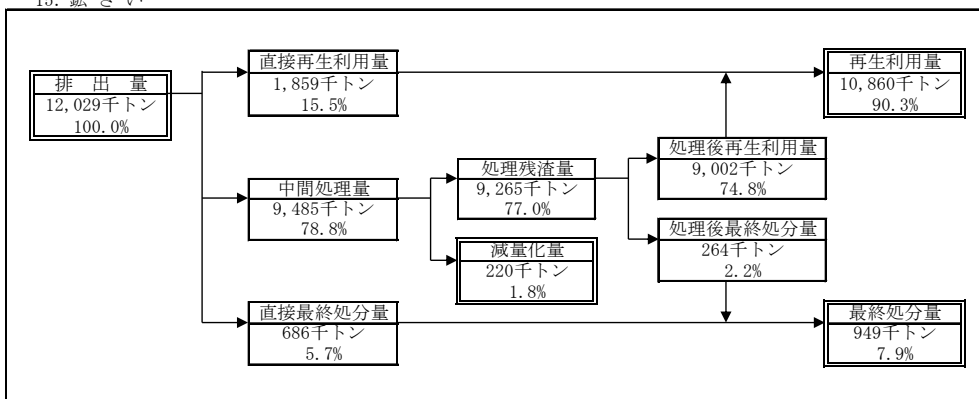 15. 鉱 さ い
排 出 量
12,029千トン
100.0%
直接再生利用量
1,859千トン
15.5%
中間処理量
9,485千トン
78.8%
直接最終処分量
686千トン
5.7%
処理残渣量
9,265千トン
77.0%
減量化量
220千トン
1.8%
処理後再生利用量
9,002千トン
74.8%
処理後最終処分量
264千トン
2.2%
再生利用量
10,860千トン
90.3%
最終処分量
949千トン
7.9%